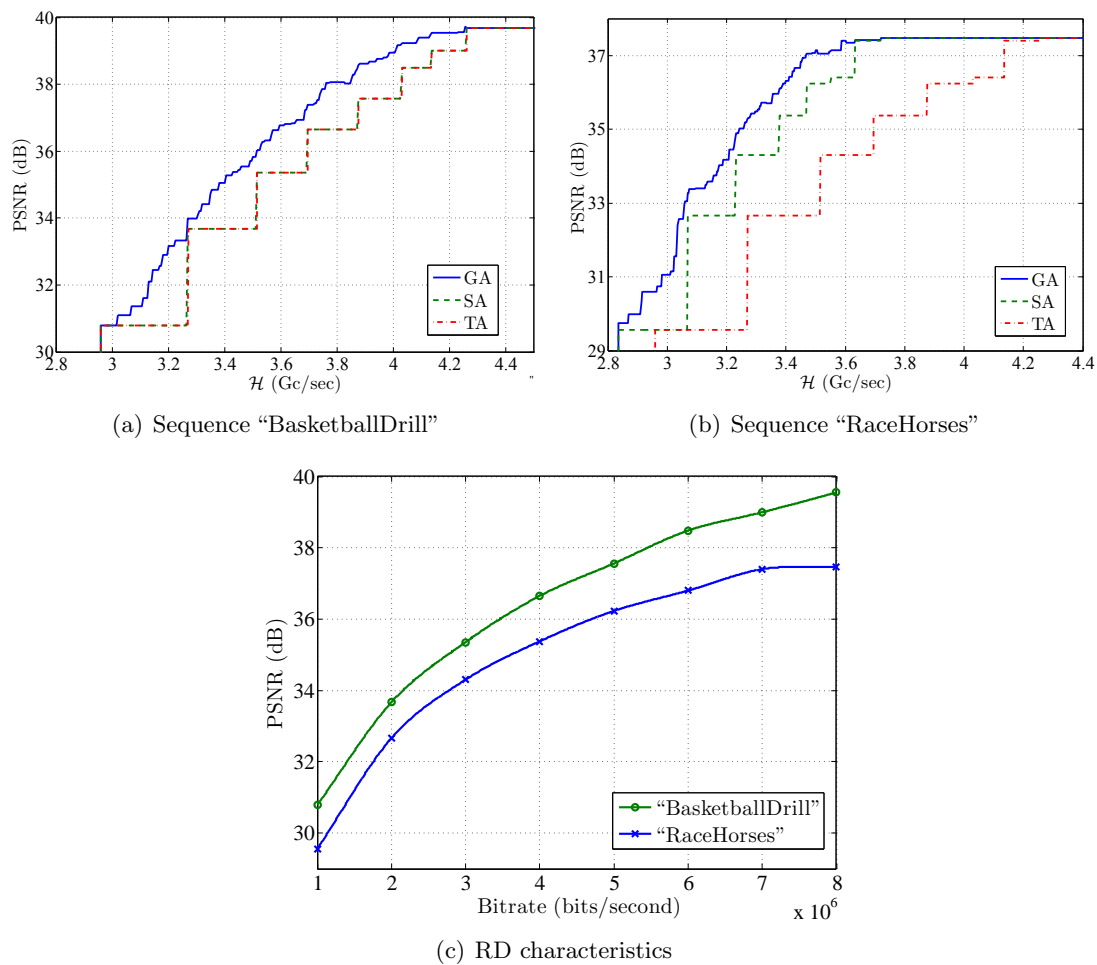 40
38
36
34
32
30
PSNR (dB)
2.8 3 3.2 3.4 3.6 3.8 4 4.2 4.4
ℋ (Gc/sec)
GA
SA
TA
(a) Sequence “BasketballDrill”
37
35
33
31
29
PSNR (dB)
2.8 3 3.2 3.4 3.6 3.8 4 4.2 4.4
ℋ (Gc/sec)
GA
SA
TA
(b) Sequence “RaceHorses”
40
38
36
34
32
30
PSNR (dB)
1 2 3 4 5 6 7 8
x 10⁶
Bitrate (bits/second)
“BasketballDrill”
“RaceHorses”
(c) RD characteristics